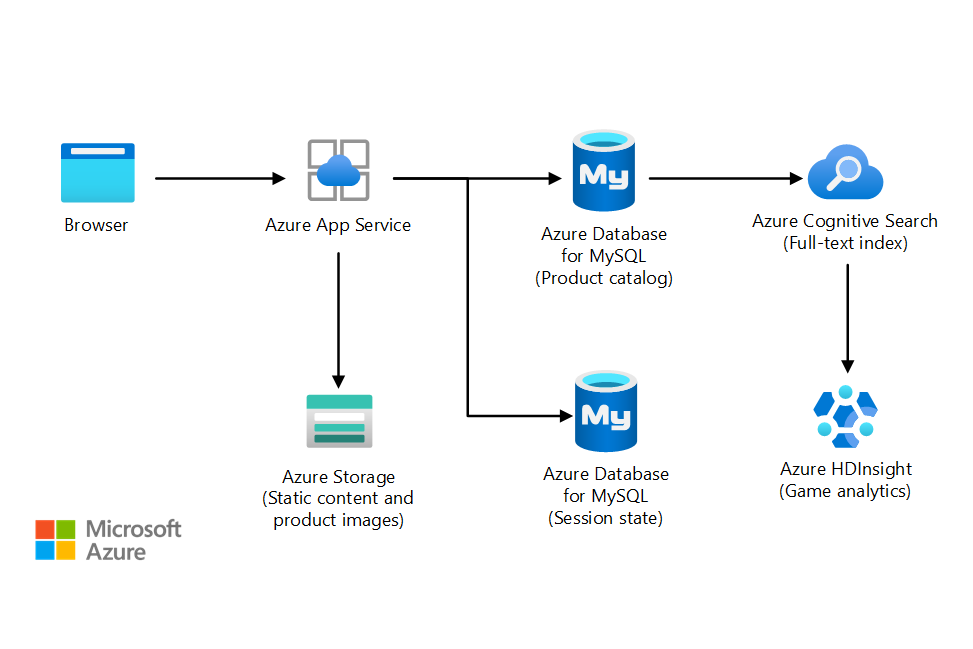 Browser
Azure App Service
My
Azure Database
for MySQL
(Product catalog)
Azure Cognitive Search
(Full-text index)
Azure Storage
(Static content and
product images)
My
Azure Database
for MySQL
(Session state)
Azure HDInsight
(Game analytics)
Microsoft
Azure